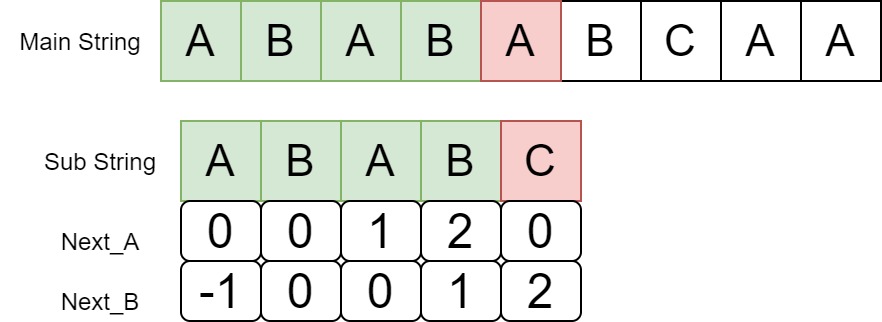 Main String A B A B A B C A A
Sub String A B A B C
Next_A 0 0 1 2 0
Next_B -1 0 0 1 2